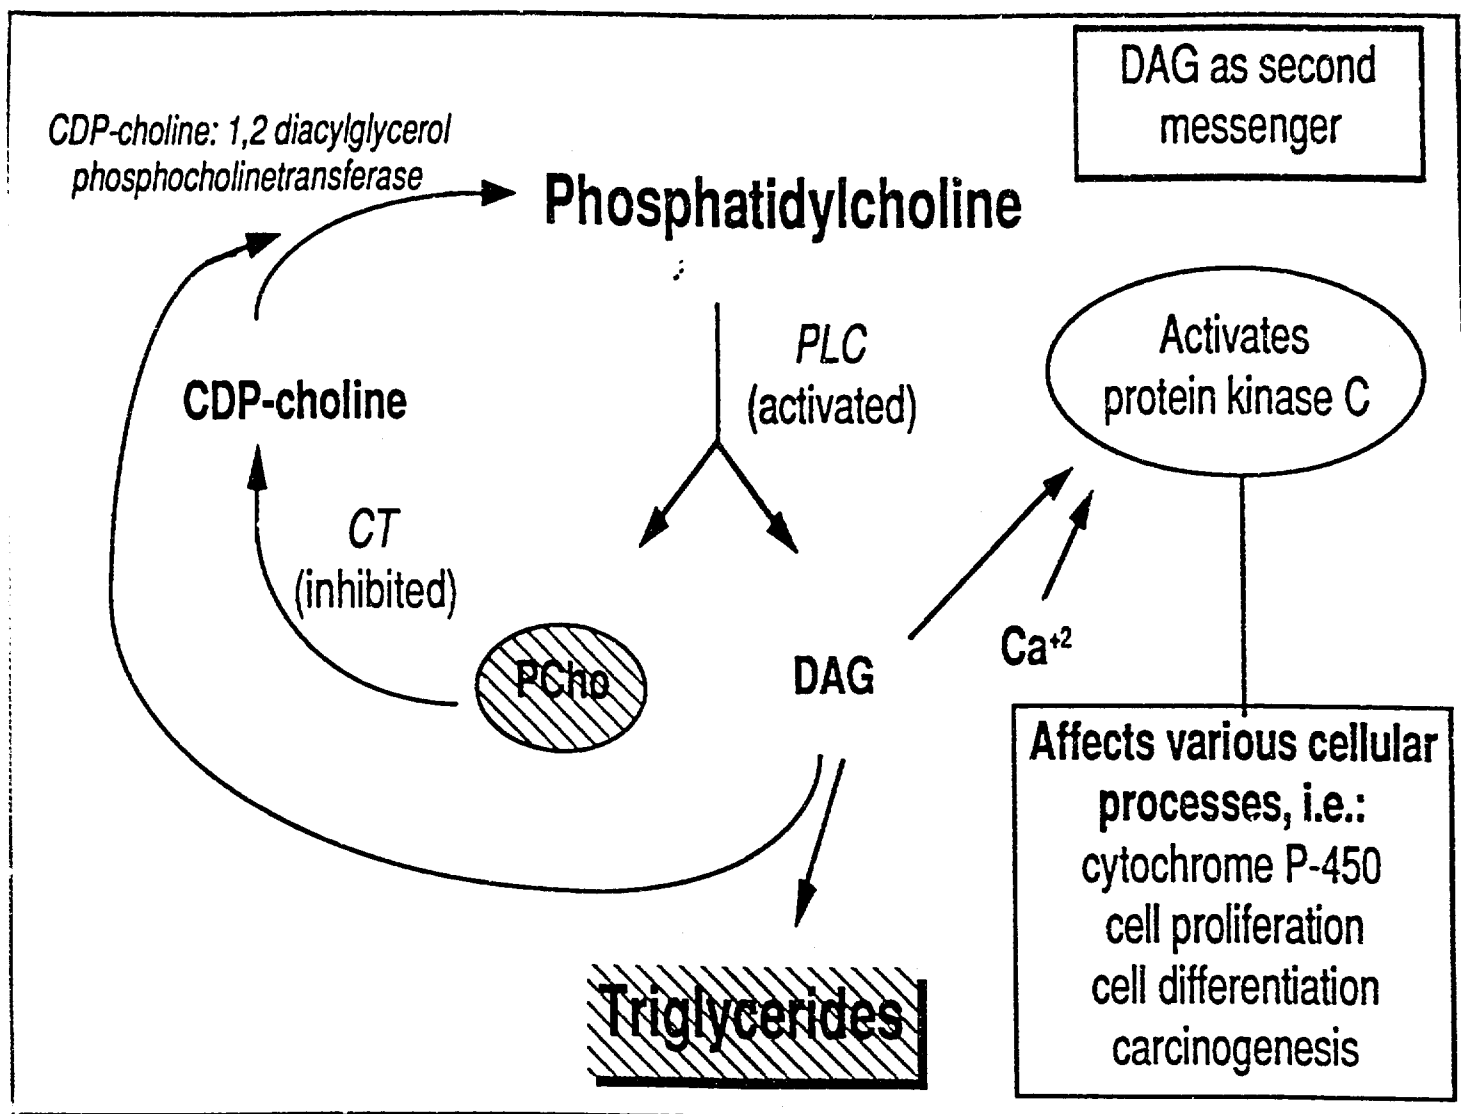 DAG as second
messenger
CDP-choline: 1,2 diacylglycerol
phosphocholinetransferase
Phosphatidylcholine
PLC
(activated)
Activates
protein kinase C
CDP-choline
CT
(inhibited)
PCho
DAG
Ca+2
Affects various cellular
processes, i.e.:
cytochrome P-450
cell proliferation
cell differentiation
carcinogenesis
Triglycerides